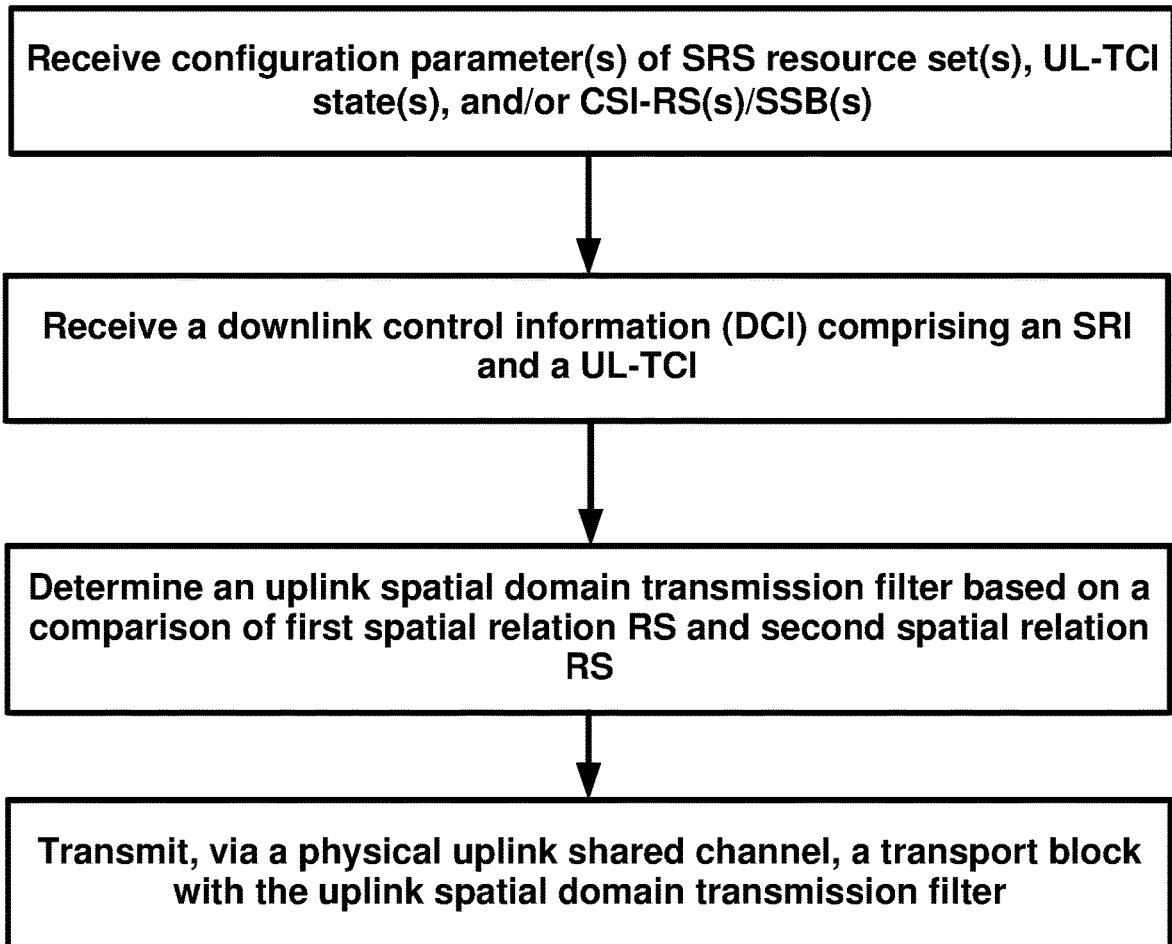 Receive configuration parameter(s) of SRS resource set(s), UL-TCI
state(s), and/or CSI-RS(s)/SSB(s)
Receive a downlink control information (DCI) comprising an SRI
and a UL-TCI
Determine an uplink spatial domain transmission filter based on a
comparison of first spatial relation RS and second spatial relation
RS
Transmit, via a physical uplink shared channel, a transport block
with the uplink spatial domain transmission filter